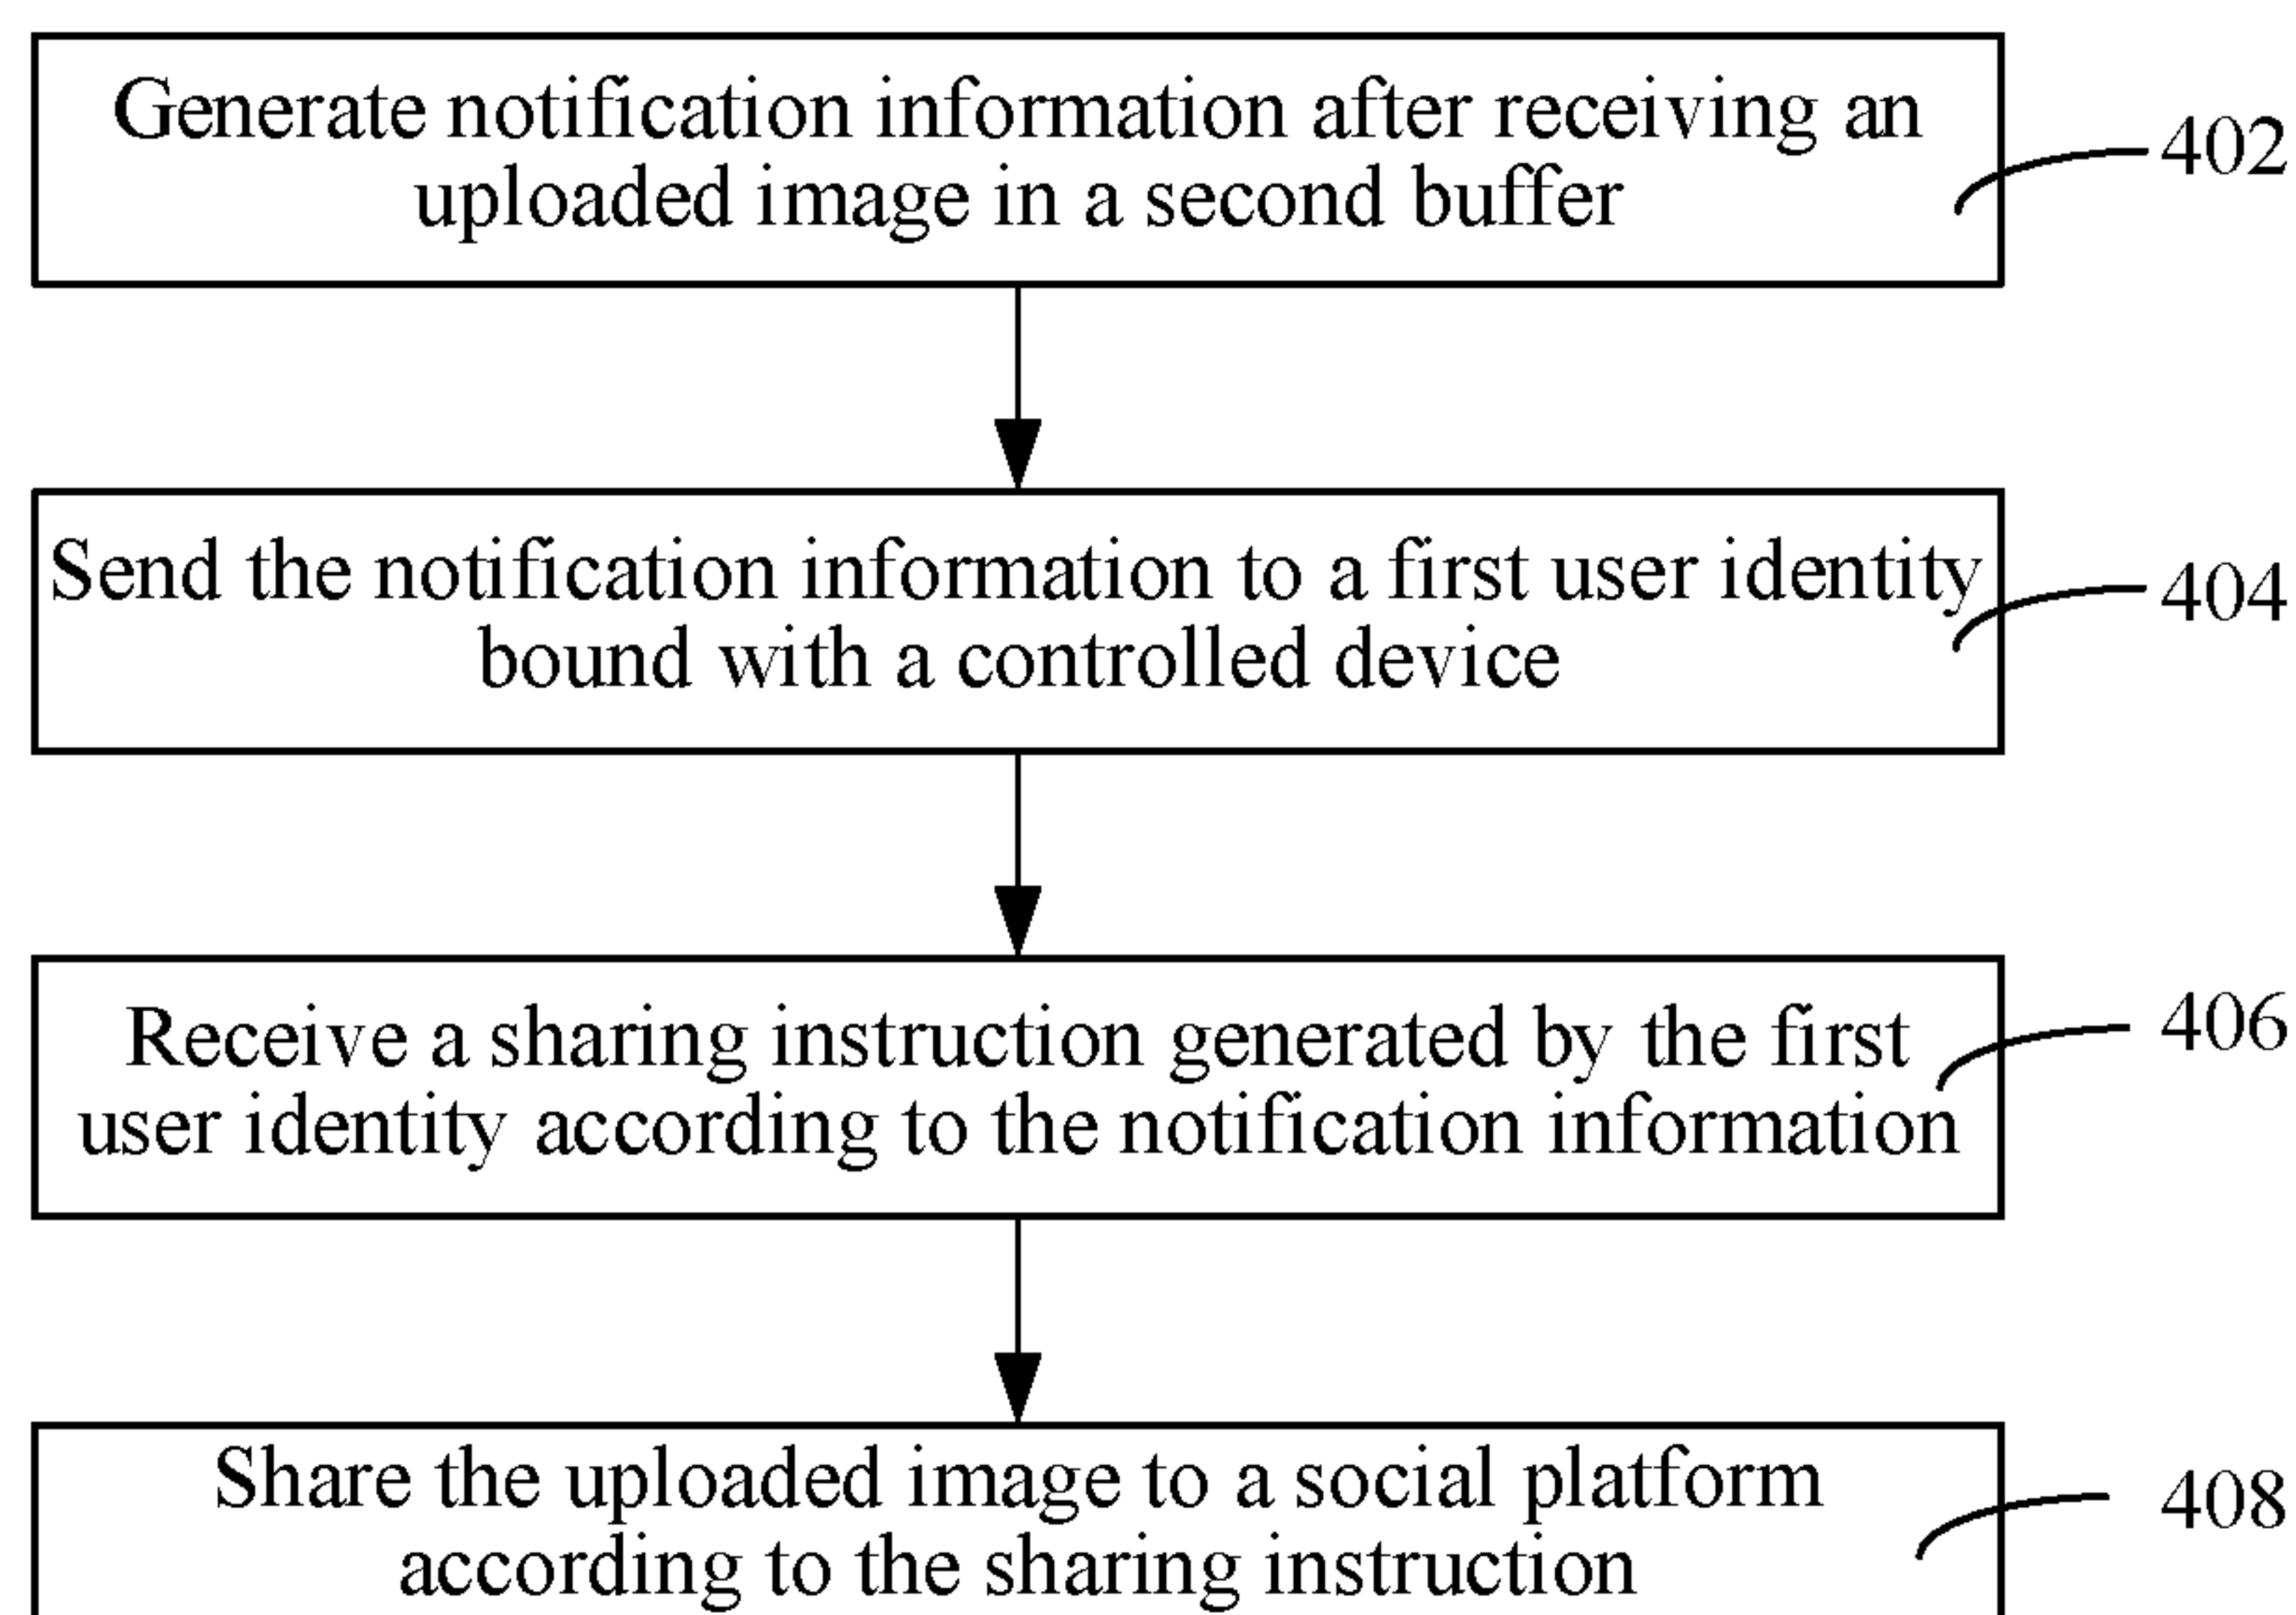 Generate notification information after receiving an
uploaded image in a second buffer
402
Send the notification information to a first user identity
bound with a controlled device
404
Receive a sharing instruction generated by the first
user identity according to the notification information
406
Share the uploaded image to a social platform
according to the sharing instruction
408